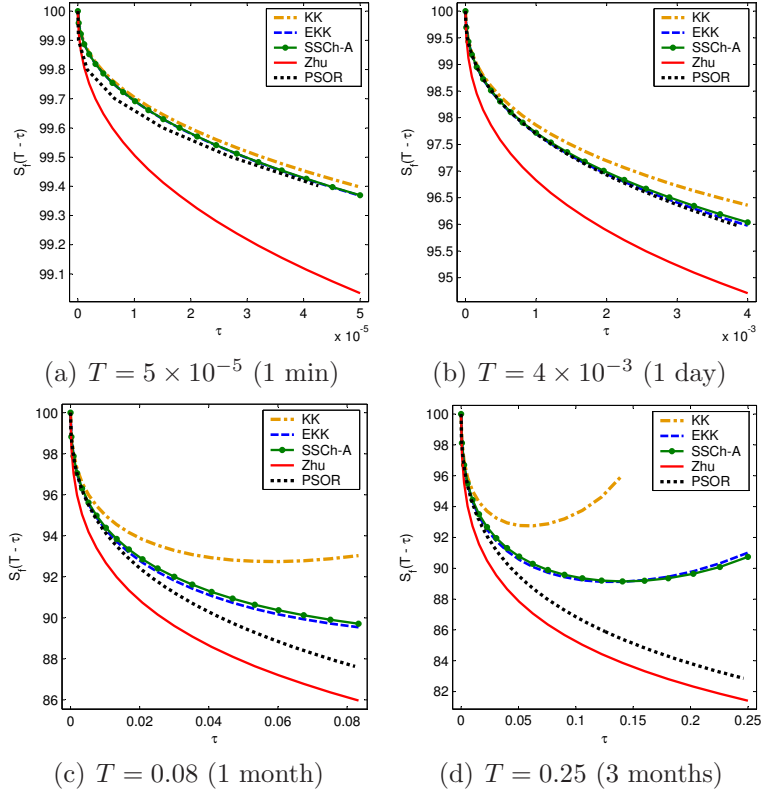 100
99.9
99.8
99.7
99.6
99.5
99.4
99.3
99.2
99.1
S_f(T - τ)
0 1 2 3 4 5
x 10^-5
τ
KK
EKK
SSCh-A
Zhu
PSOR
(a) T = 5 × 10^−5 (1 min)
100
99.5
99
98.5
98
97.5
97
96.5
96
95.5
95
S_f(T - τ)
0 1 2 3 4
x 10^-3
τ
KK
EKK
SSCh-A
Zhu
PSOR
(b) T = 4 × 10^−3 (1 day)
100
98
96
94
92
90
88
86
S_f(T - τ)
0 0.02 0.04 0.06 0.08
τ
KK
EKK
SSCh-A
Zhu
PSOR
(c) T = 0.08 (1 month)
100
98
96
94
92
90
88
86
84
82
S_f(T - τ)
0 0.05 0.1 0.15 0.2 0.25
τ
KK
EKK
SSCh-A
Zhu
PSOR
(d) T = 0.25 (3 months)